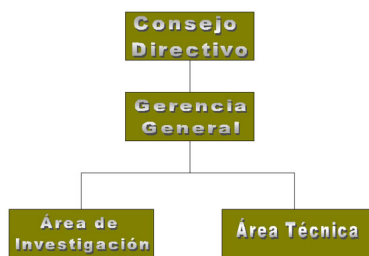 Consejo
Directivo
Gerencia
General
Área de
Investigación
Área Técnica